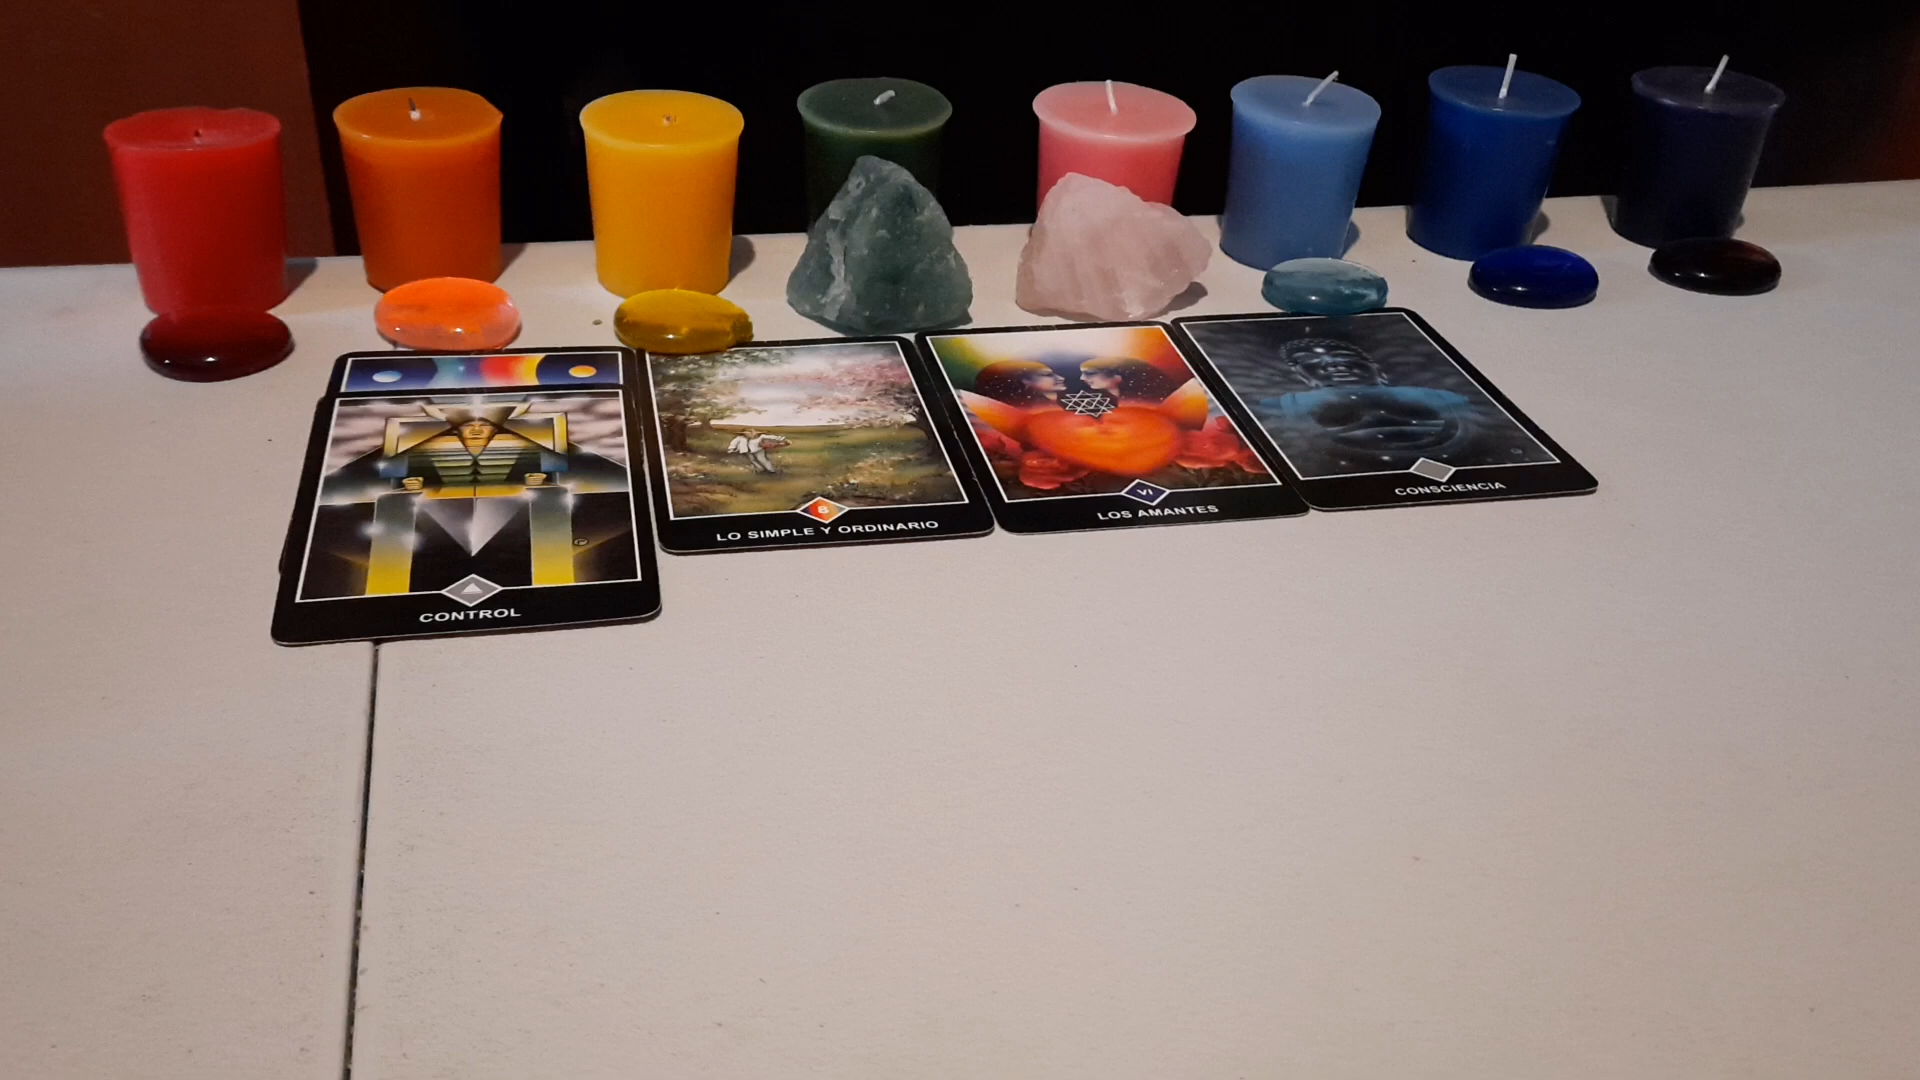 CONTROL
8
LO SIMPLE Y ORDINARIO
VI
LOS AMANTES
CONSCIENCIA